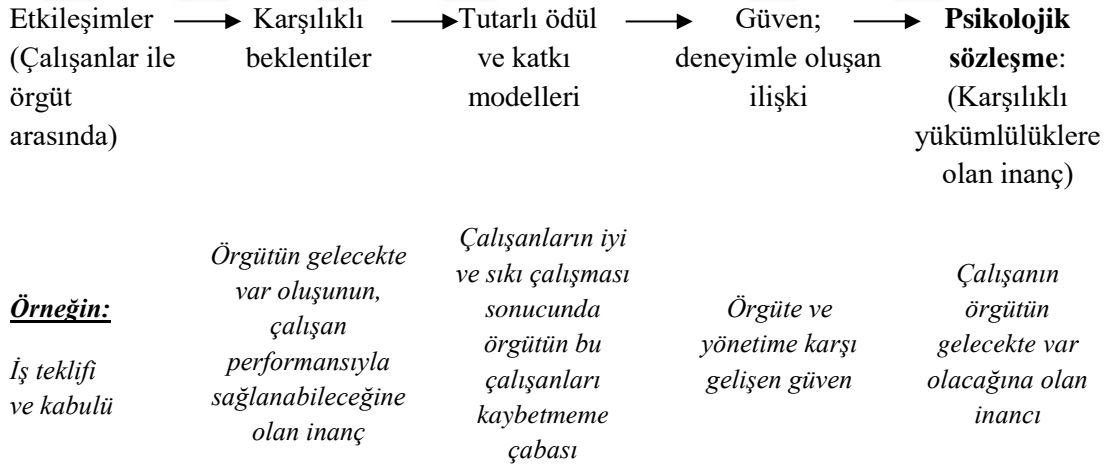 Etkileşimler
(Çalışanlar ile
örgüt
arasında)
Karşılıklı
beklentiler
Tutarlı ödül
ve katkı
modelleri
Güven;
deneyimle oluşan
ilişki
Psikolojik
sözleşme:
(Karşılıklı
yükümlülüklere
olan inanç)
Örneğin:
İş teklifi
ve kabulü
Örgütün gelecekte
var oluşunun,
çalışan
performansıyla
sağlanabileceğine
olan inanç
Çalışanların iyi
ve sıkı çalışması
sonucunda
örgütün bu
çalışanları
kaybetmeme
çabası
Örgüte ve
yönetime karşı
gelişen güven
Çalışanın
örgütün
gelecekte var
olacağına olan
inancı